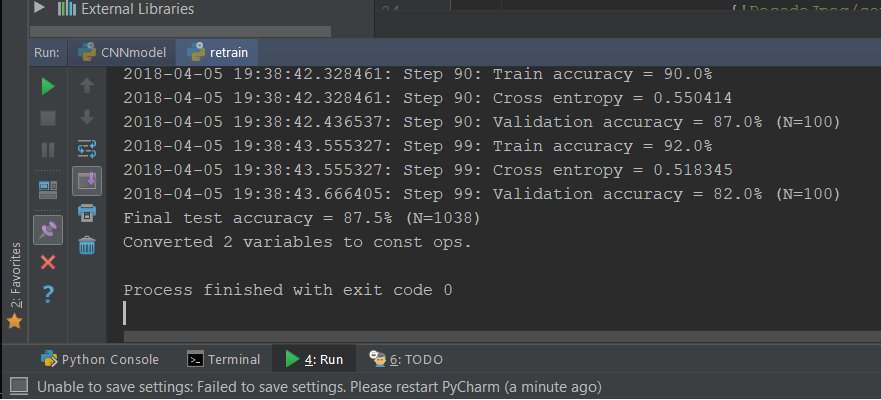 External Libraries
Run: CNNmodel retrain
2018-04-05 19:38:42.328461: Step 90: Train accuracy = 90.0%
2018-04-05 19:38:42.328461: Step 90: Cross entropy = 0.550414
2018-04-05 19:38:42.436537: Step 90: Validation accuracy = 87.0% (N=100)
2018-04-05 19:38:43.555327: Step 99: Train accuracy = 92.0%
2018-04-05 19:38:43.555327: Step 99: Cross entropy = 0.518345
2018-04-05 19:38:43.666405: Step 99: Validation accuracy = 82.0% (N=100)
Final test accuracy = 87.5% (N=1038)
Converted 2 variables to const ops.
Process finished with exit code 0
2: Favorites
Python Console Terminal 4: Run 6: TODO
Unable to save settings: Failed to save settings. Please restart PyCharm (a minute ago)